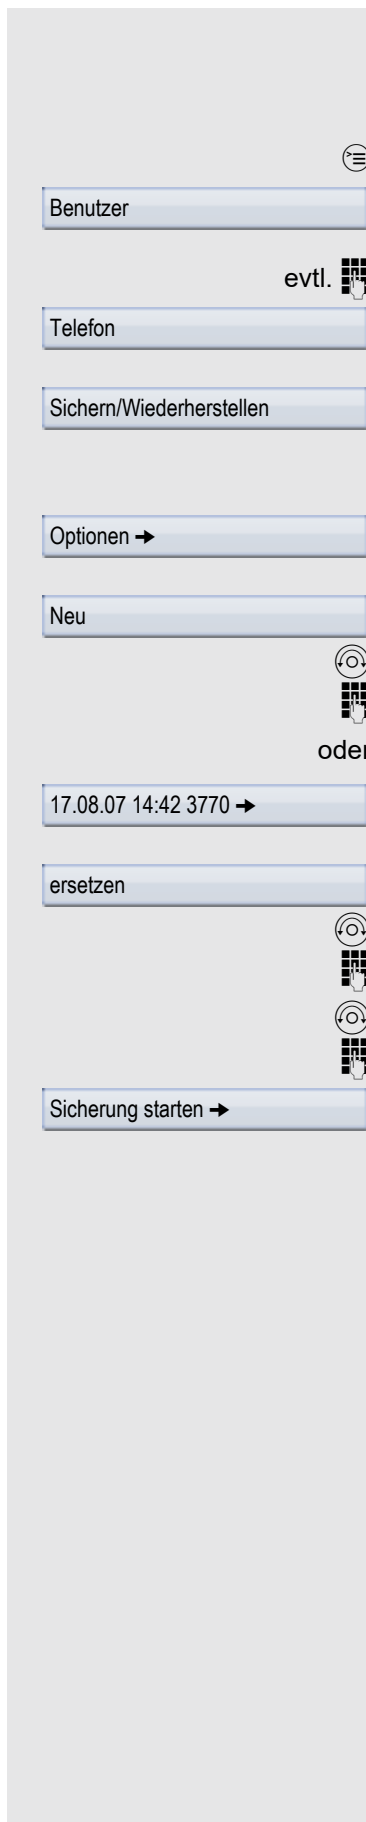 Benutzer
evtl.
Telefon
Sichern/Wiederherstellen
Optionen →
Neu
oder
17.08.07 14:42 3770 →
ersetzen
Sicherung starten →